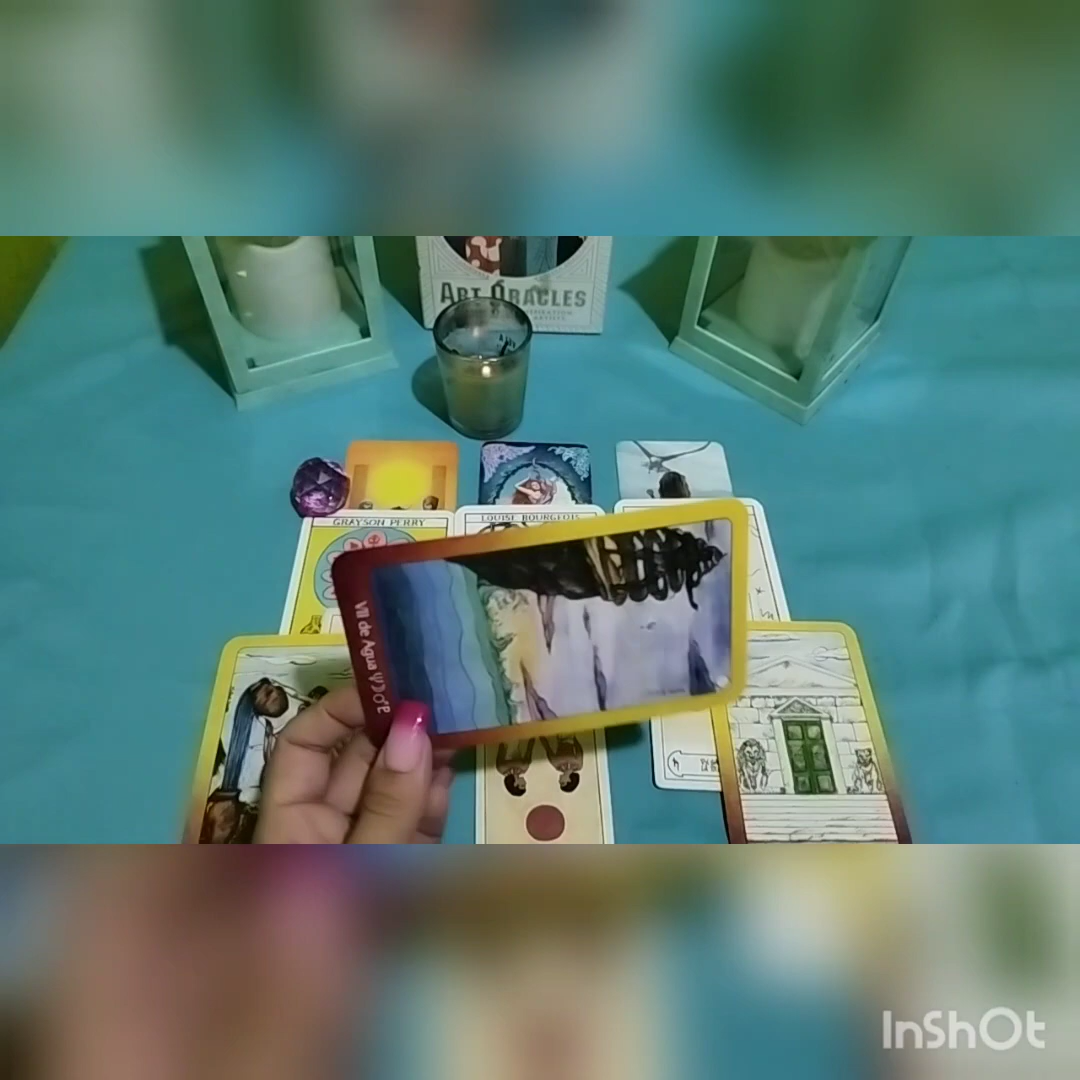 ART ORACLES
GRAYSON PERRY
LOUISE BOURGEOIS
VII de Agua
InShOt